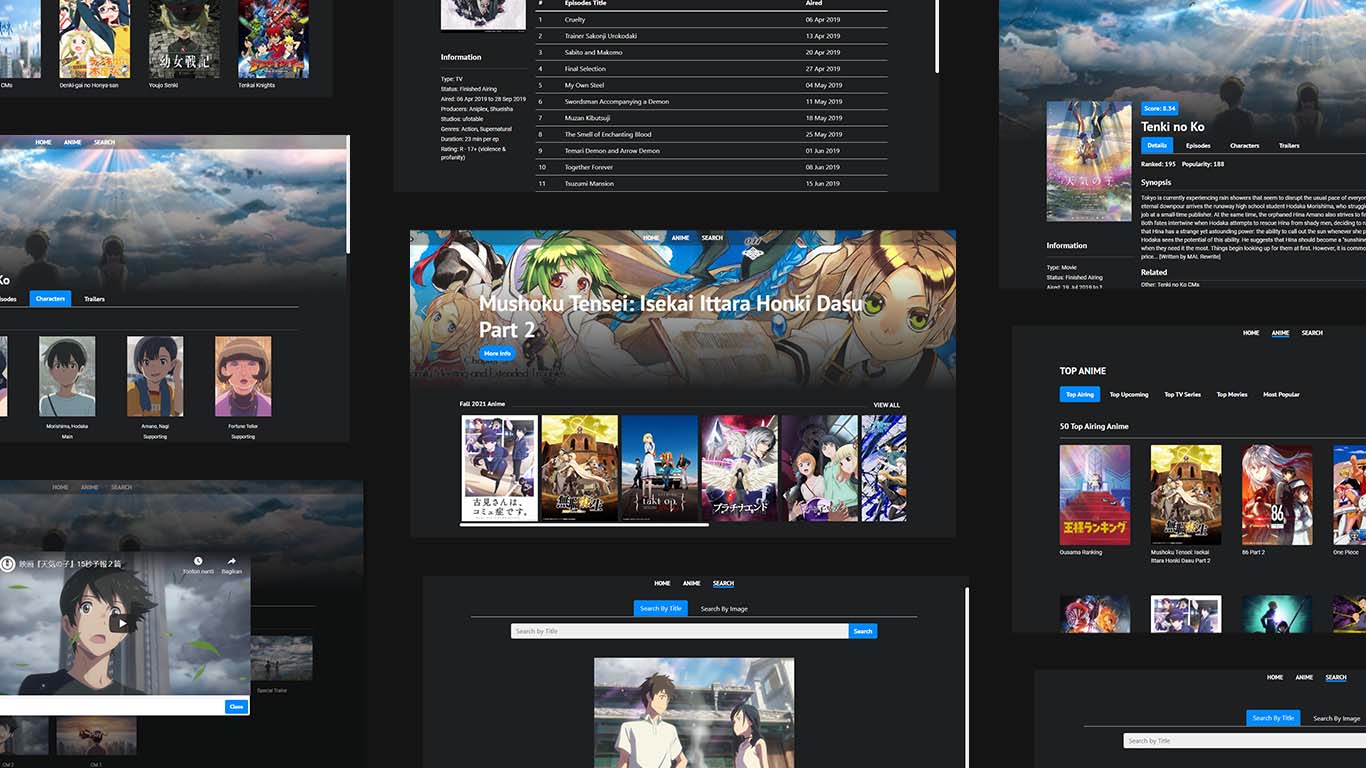 CMs
Denki-gai no Honya-san
Youjo Senki
Tenkai Knights
幼女戦記
HOME ANIME SEARCH
Ko
isodes Characters Trailers
Morishima, Hodaka
Main
Amano, Nagi
Supporting
Fortune Teller
Supporting
HOME ANIME SEARCH
映画『天気の子』15秒予報２篇
Tonton nanti
Bagikan
Special Trailer
Close
CM 2
CM 1
# Episodes Title Aired
1 Cruelty 06 Apr 2019
2 Trainer Sakonji Urokodaki 13 Apr 2019
3 Sabito and Makomo 20 Apr 2019
4 Final Selection 27 Apr 2019
5 My Own Steel 04 May 2019
6 Swordsman Accompanying a Demon 11 May 2019
7 Muzan Kibutsuji 18 May 2019
8 The Smell of Enchanting Blood 25 May 2019
9 Temari Demon and Arrow Demon 01 Jun 2019
10 Together Forever 08 Jun 2019
11 Tsuzumi Mansion 15 Jun 2019
Information
Type: TV
Status: Finished Airing
Aired: 06 Apr 2019 to 28 Sep 2019
Producers: Aniplex, Shueisha
Studios: ufotable
Genres: Action, Supernatural
Duration: 23 min per ep
Rating: R - 17+ (violence &
profanity)
HOME ANIME SEARCH
Mushoku Tensei: Isekai Ittara Honki Dasu
Part 2
More Info
Fall 2021 Anime VIEW ALL
古見さんは、
コミュ症です。
takt op.
プラチナエンド
HOME ANIME SEARCH
Search By Title Search By Image
Search by Title Search
Score: 8.34
Tenki no Ko
Details Episodes Characters Trailers
Ranked: 195 Popularity: 188
Synopsis
Tokyo is currently experiencing rain showers that seem to disrupt the usual pace of everyon
eternal downpour arrives the runaway high school student Hodaka Morishima, who struggle
job at a small-time publisher. At the same time, the orphaned Hina Amano also strives to fi
Both fates intertwine when Hodaka attempts to rescue Hina from shady men, deciding to ru
that Hina has a strange yet astounding power: the ability to call out the sun whenever she p
Hodaka sees the potential of this ability. He suggests that Hina should become a "sunshine
when they need it the most. Things begin looking up for them at first. However, it is commo
price... [Written by MAL Rewrite]
Related
Other: Tenki no Ko CMs
天気の子
Information
Type: Movie
Status: Finished Airing
Aired: 19 Jul 2019 to ?
HOME ANIME SEARCH
TOP ANIME
Top Airing Top Upcoming Top TV Series Top Movies Most Popular
50 Top Airing Anime
王様ランキング
86
Ousama Ranking
Mushoku Tensei: Isekai
Ittara Honki Dasu Part 2
86 Part 2
One Piece
HOME ANIME SEARCH
Search By Title Search By Image
Search by Title